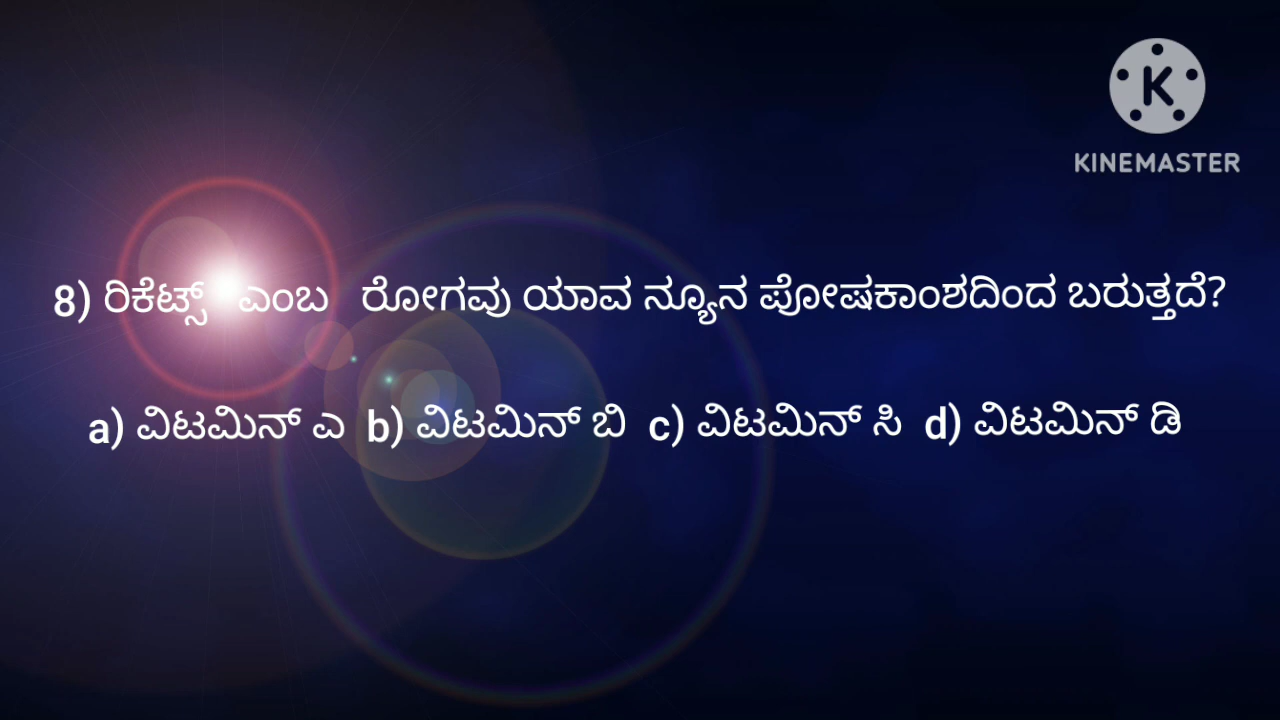 KINEMASTER
8) ರಿಕೆಟ್ಸ್ ಎಂಬ ರೋಗವು ಯಾವ ನ್ಯೂನ ಪೋಷಕಾಂಶದಿಂದ ಬರುತ್ತದೆ?
a) ವಿಟಮಿನ್ ಎ b) ವಿಟಮಿನ್ ಬಿ c) ವಿಟಮಿನ್ ಸಿ d) ವಿಟಮಿನ್ ಡಿ